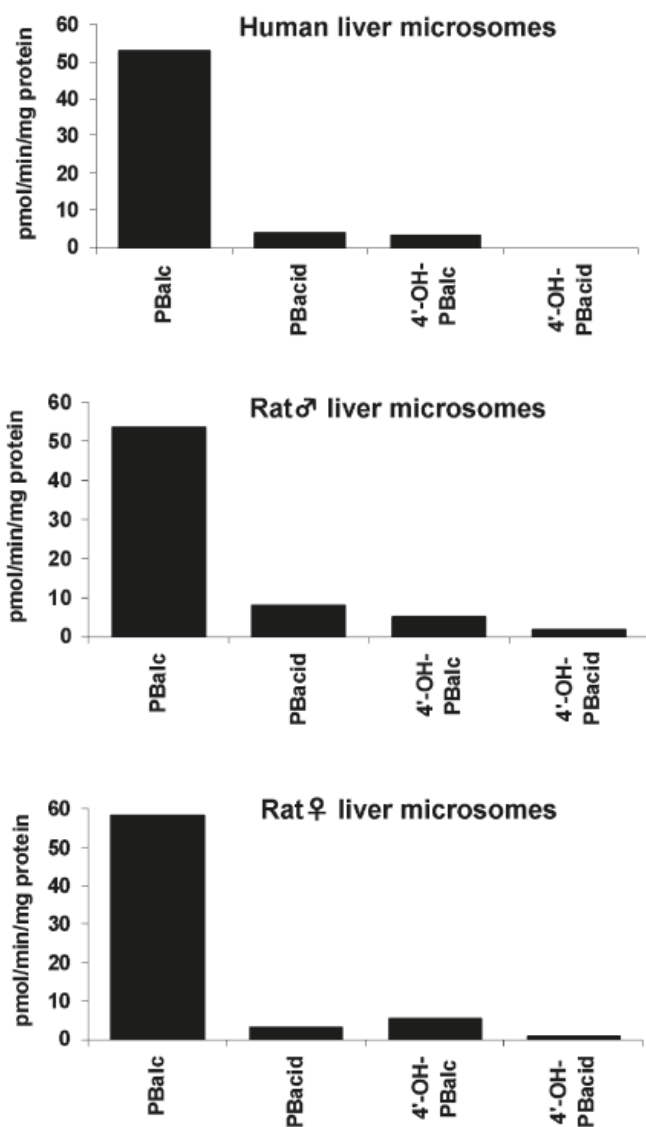 Human liver microsomes
pmol/min/mg protein
60
50
40
30
20
10
0
PBalc
PBacid
4'-OH-
PBalc
4'-OH-
PBacid
Rat♂ liver microsomes
pmol/min/mg protein
60
50
40
30
20
10
0
PBalc
PBacid
4'-OH-
PBalc
4'-OH-
PBacid
Rat♀ liver microsomes
pmol/min/mg protein
60
50
40
30
20
10
0
PBalc
PBacid
4'-OH-
PBalc
4'-OH-
PBacid